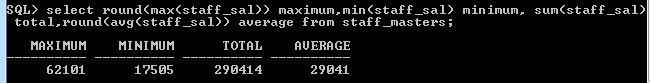 SQL> select round(max(staff_sal)) maximum,min(staff_sal) minimum, sum(staff_sal)
 total,round(avg(staff_sal)) average from staff_masters;
   MAXIMUM    MINIMUM      TOTAL    AVERAGE
---------- ---------- ---------- ----------
     62101      17505     290414      29041